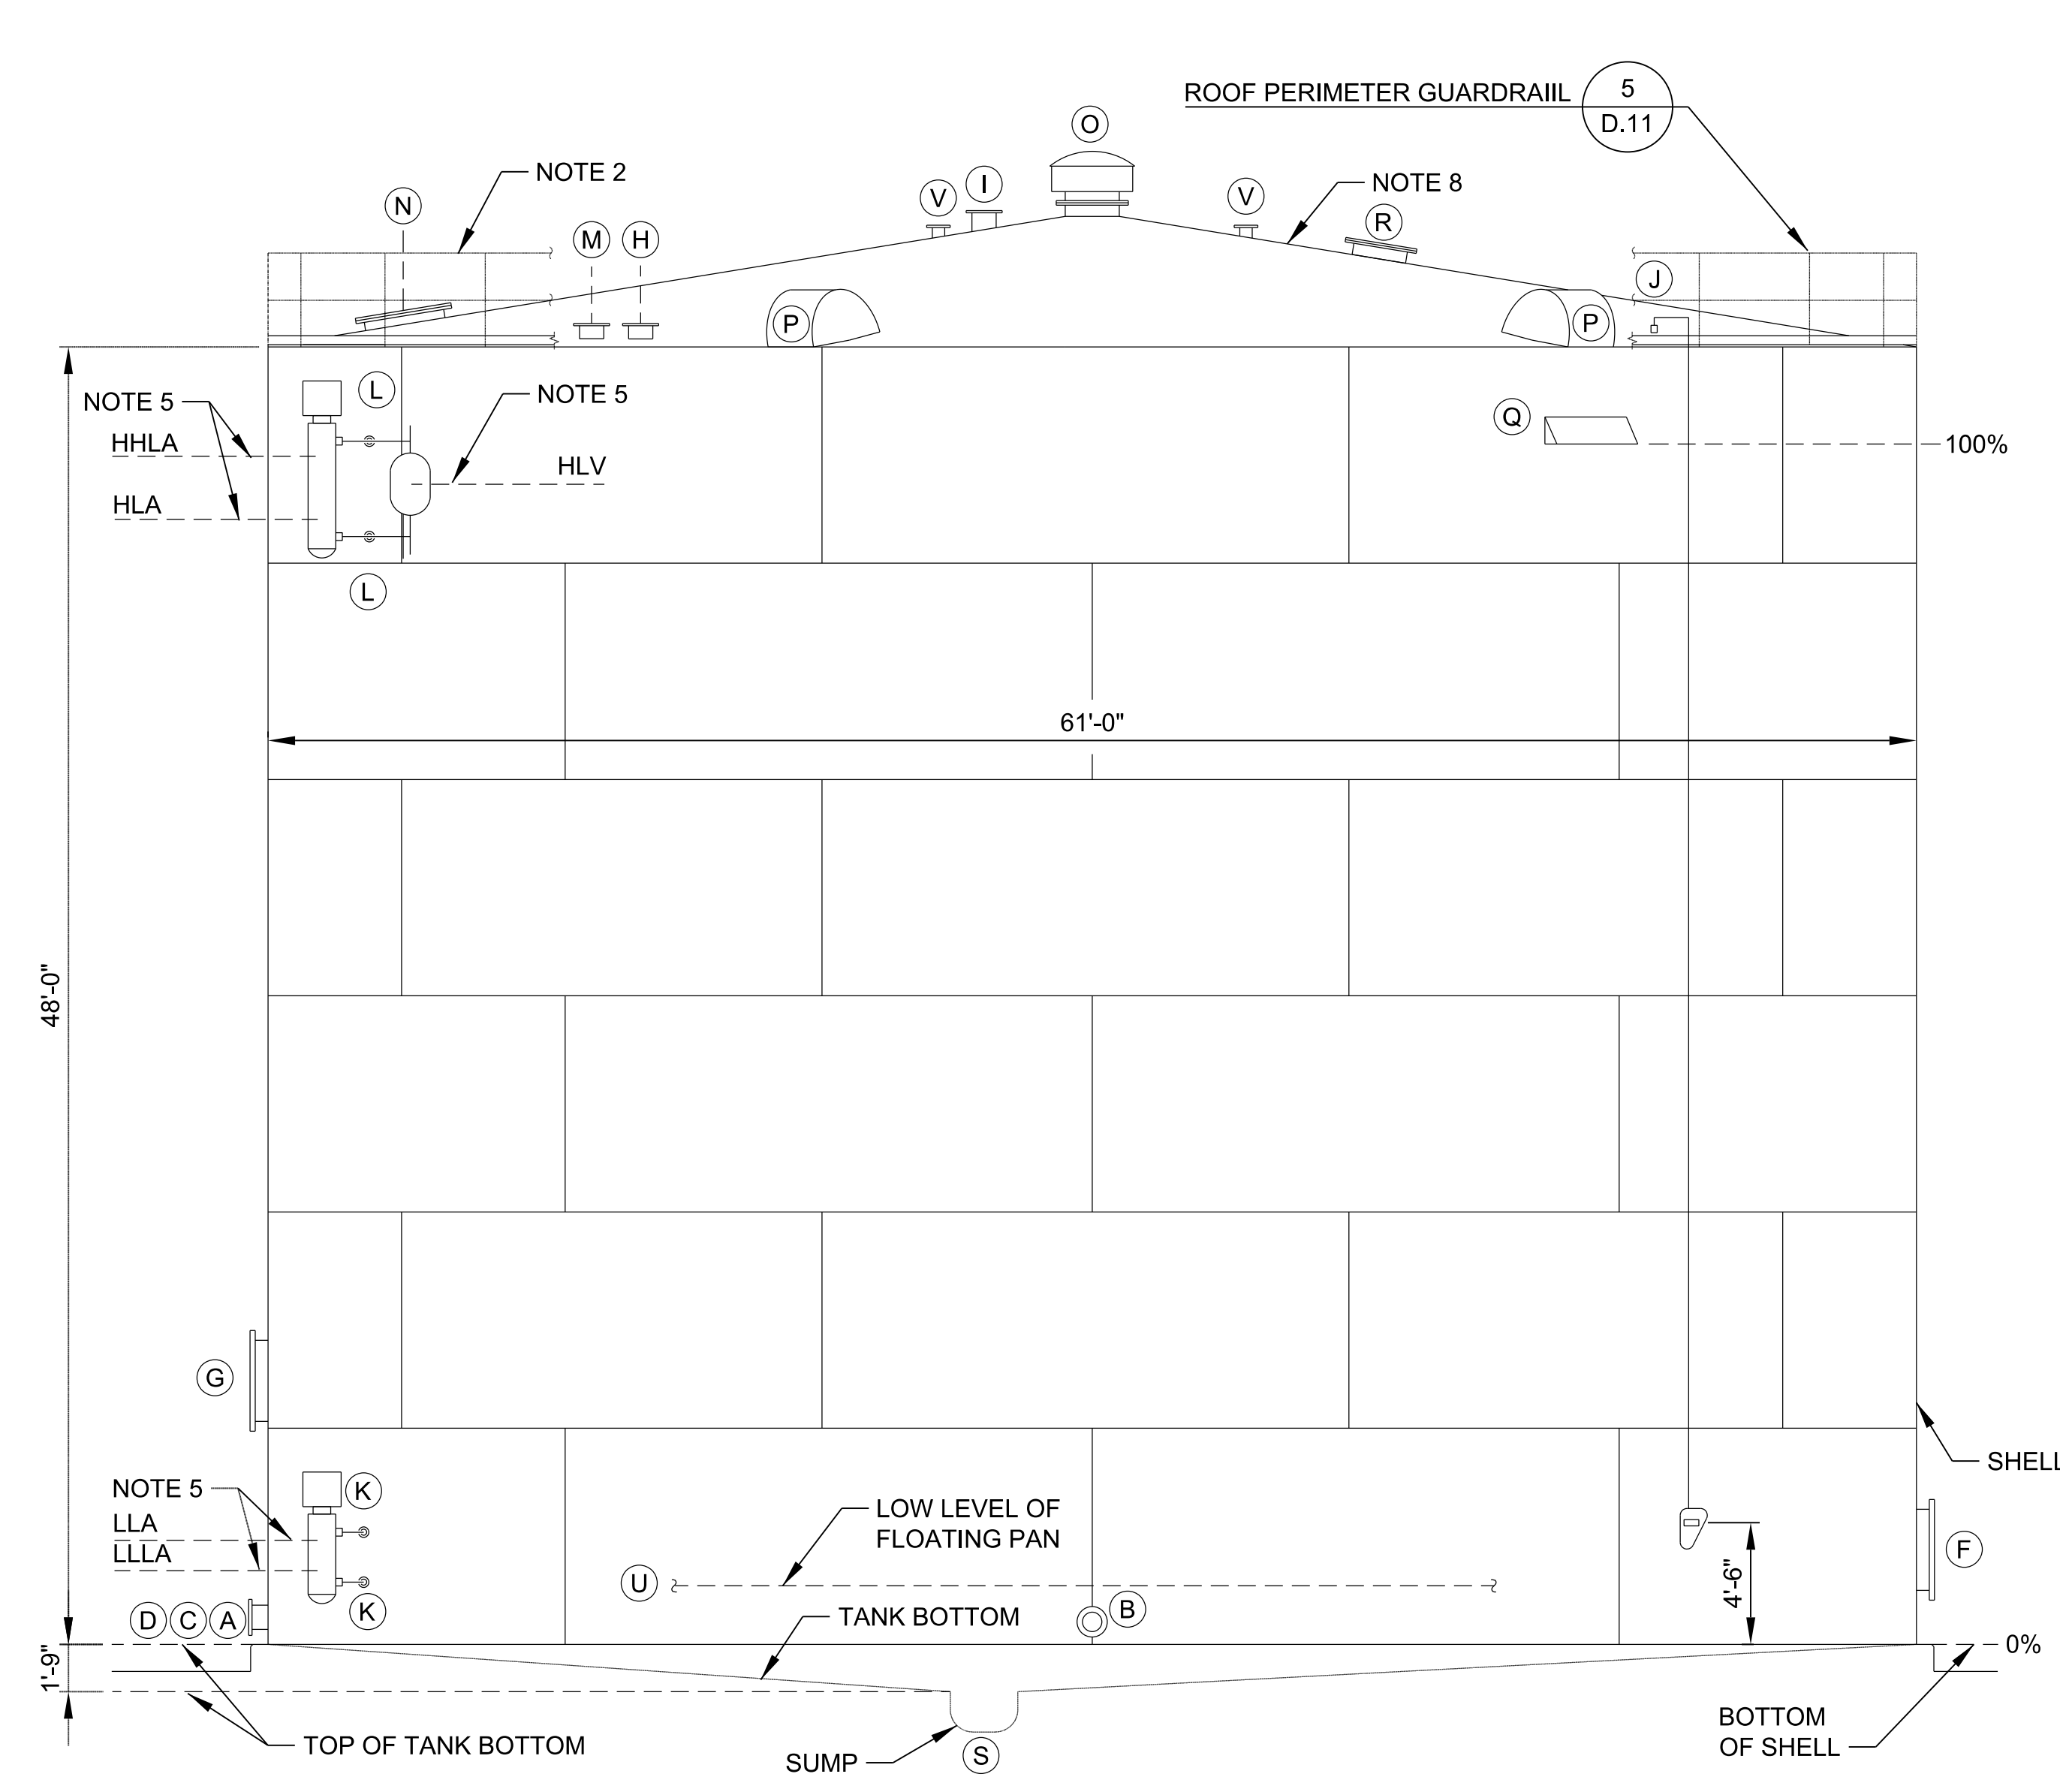 ROOF PERIMETER GUARDRAIIL
5
D.11
O
NOTE 2
I
NOTE 8
V
V
N
R
M
H
J
P
P
L
NOTE 5
NOTE 5
Q
HHLA
100%
HLV
HLA
L
61'-0"
48'-0"
G
SHELL
NOTE 5
K
LOW LEVEL OF
FLOATING PAN
LLA
LLLA
F
U
4'-6"
K
B
D C A
TANK BOTTOM
0%
1'-9"
BOTTOM
OF SHELL
TOP OF TANK BOTTOM
SUMP
S